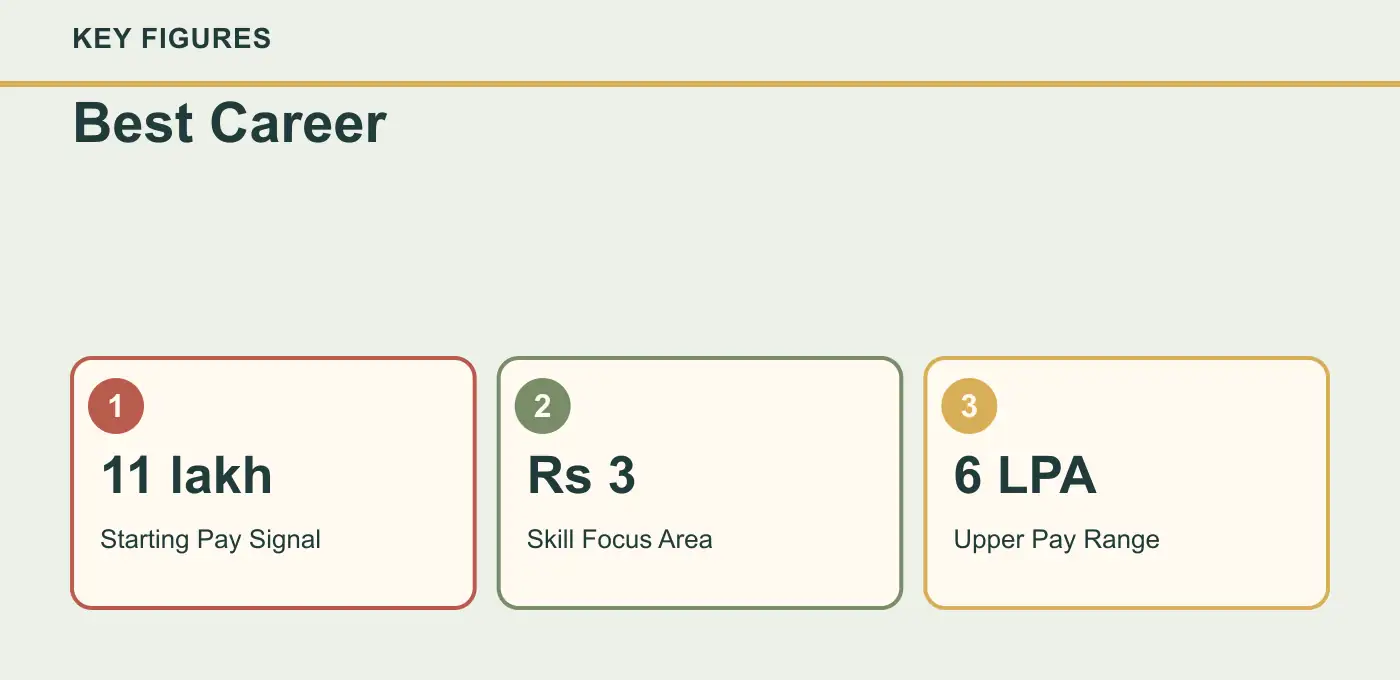 KEY FIGURES
Best Career
1
11 lakh
Starting Pay Signal
2
Rs 3
Skill Focus Area
3
6 LPA
Upper Pay Range